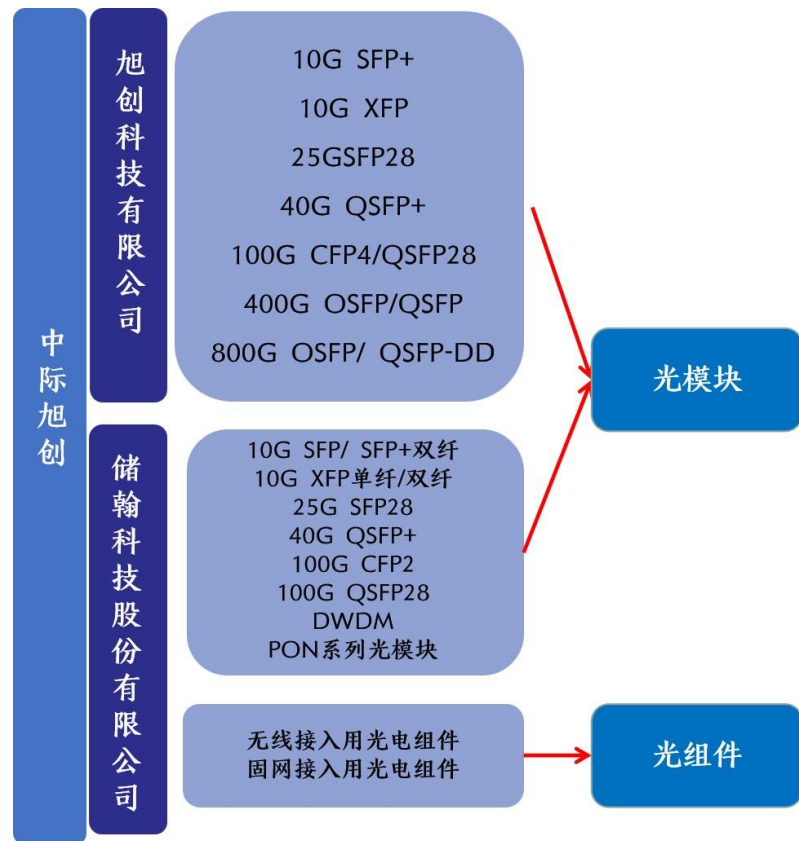 中际旭创
旭创科技有限公司
10G SFP+
10G XFP
25GSFP28
40G QSFP+
100G CFP4/QSFP28
400G OSFP/QSFP
800G OSFP/ QSFP-DD
光模块
储翰科技股份有限公司
10G SFP/ SFP+双纤
10G XFP单纤/双纤
25G SFP28
40G QSFP+
100G CFP2
100G QSFP28
DWDM
PON系列光模块
无线接入用光电组件
固网接入用光电组件
光组件